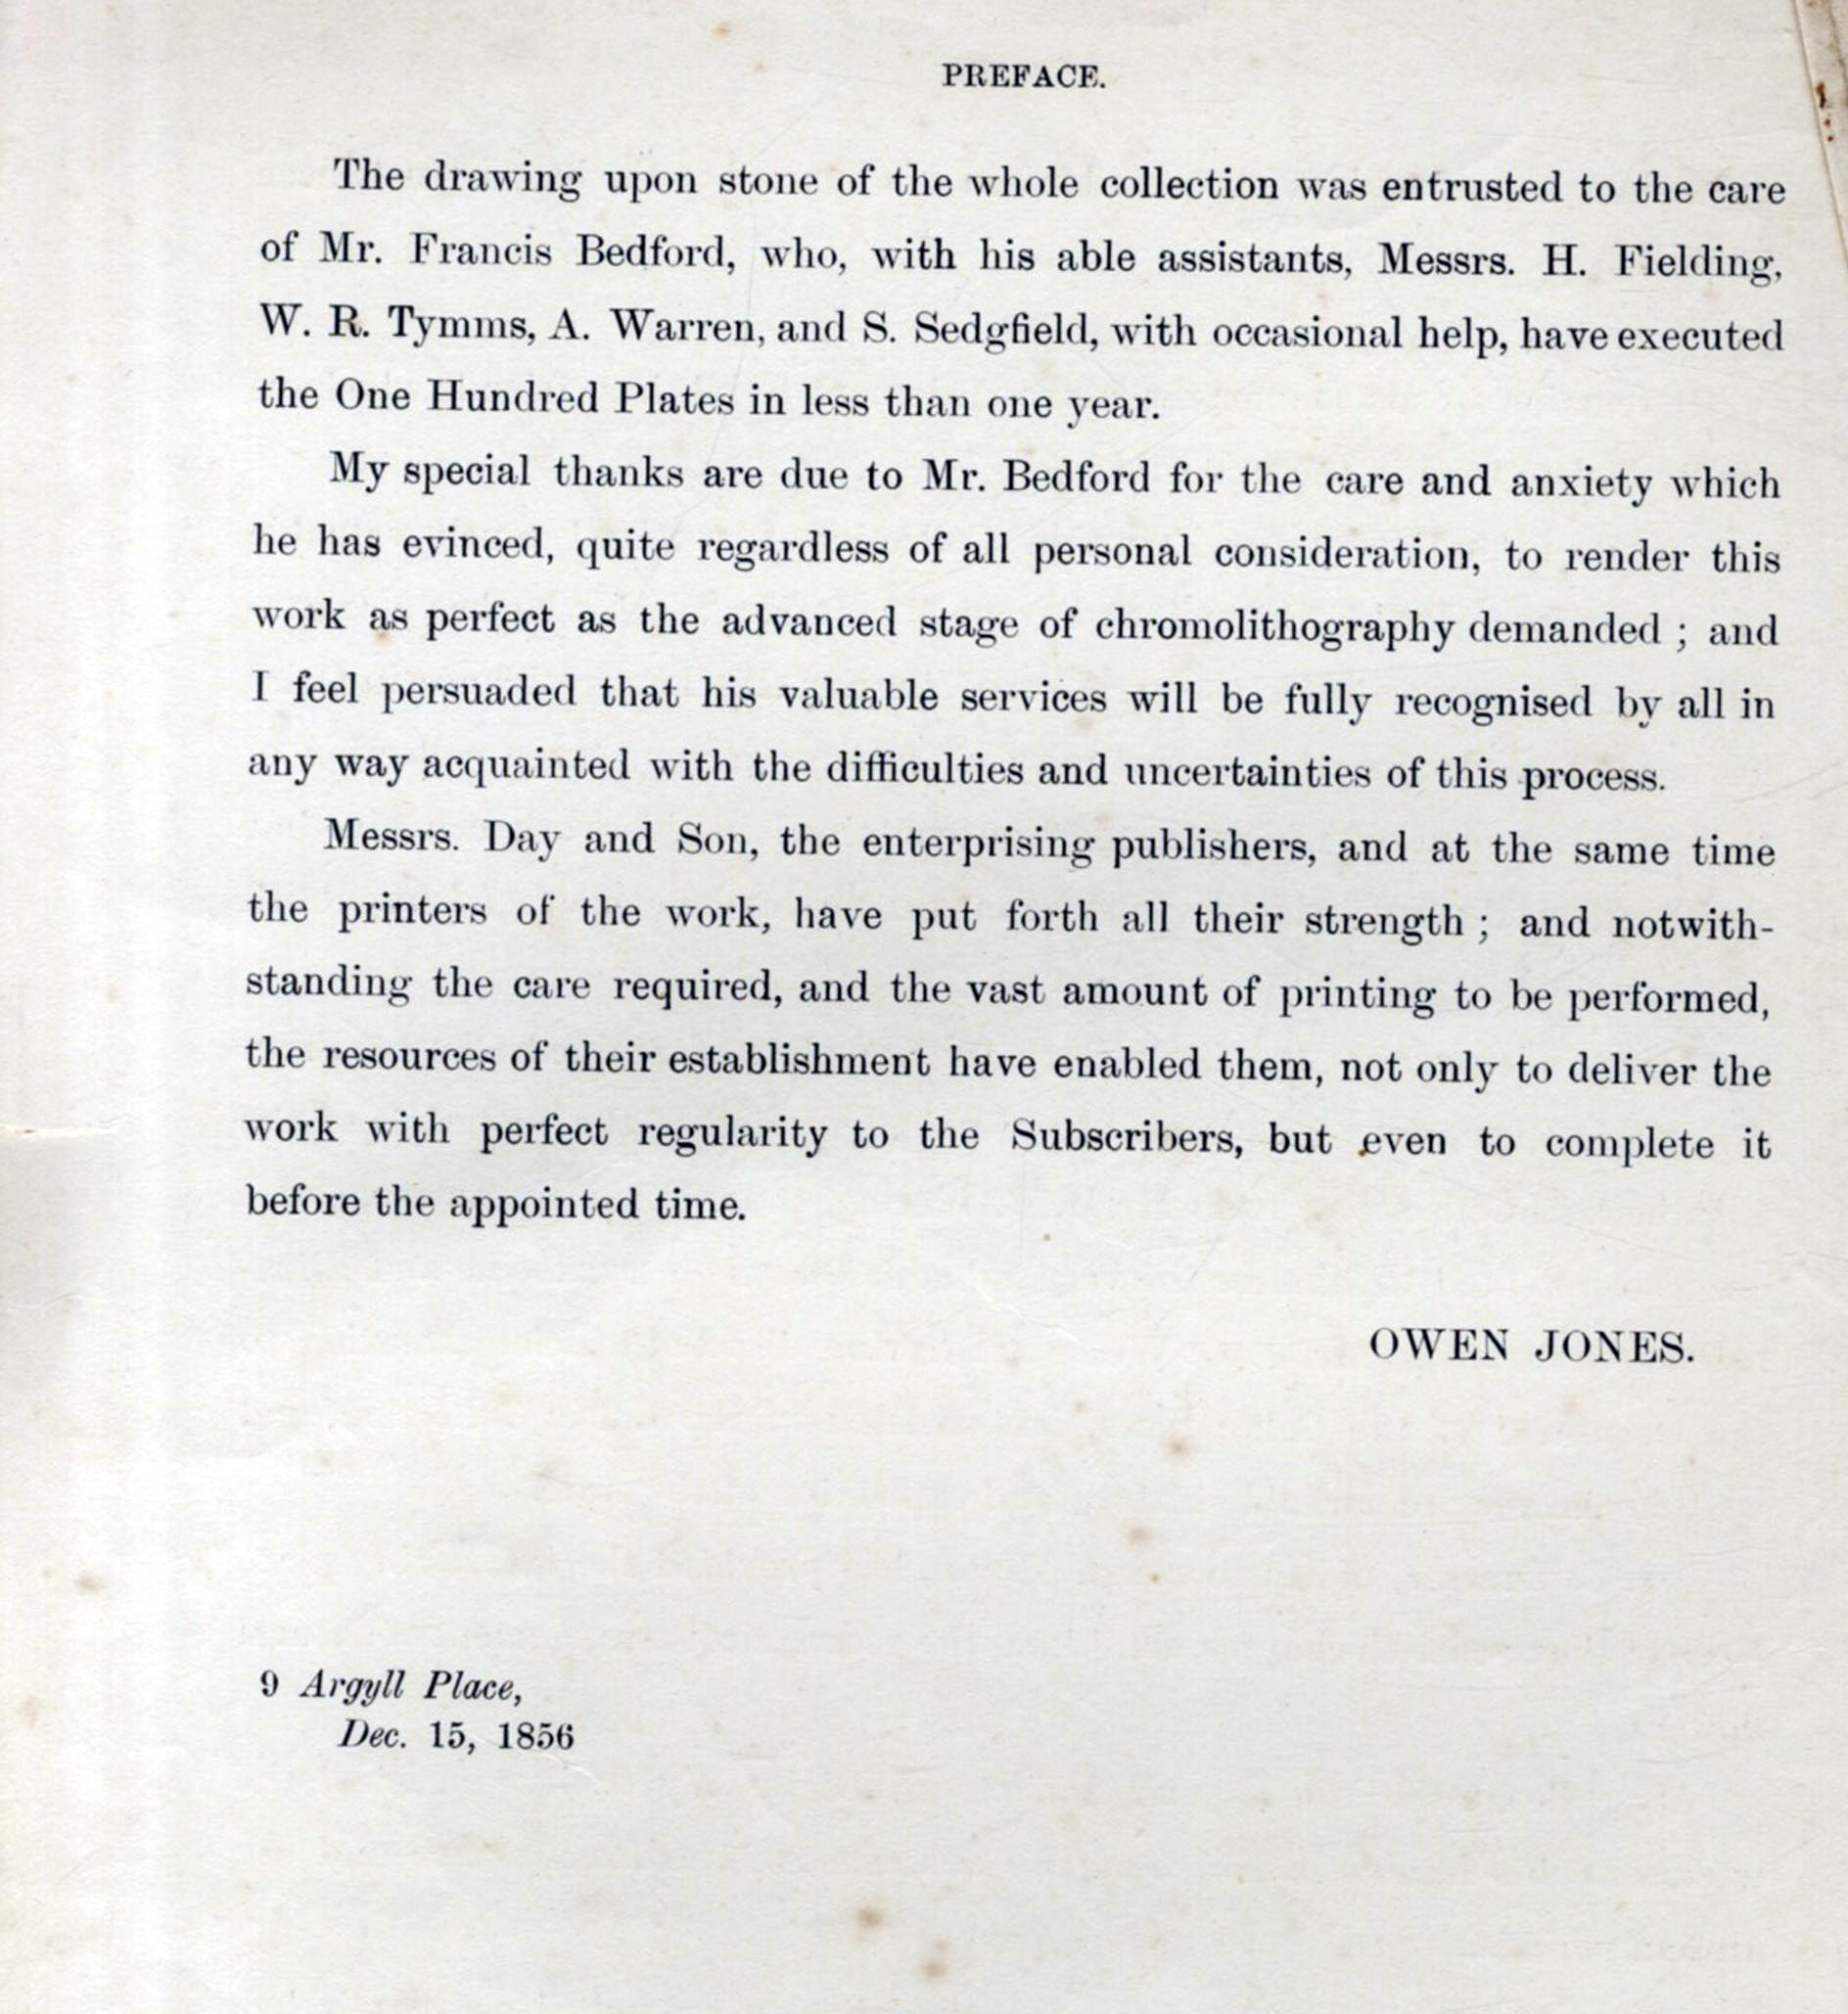 PREFACE.
The drawing upon stone of the whole collection was entrusted to the care
of Mr. Francis Bedford, who, with his able assistants, Messrs. H. Fielding,
W. R. Tymms, A. Warren, and S. Sedgfield, with occasional help, have executed
the One Hundred Plates in less than one year.
My special thanks are due to Mr. Bedford for the care and anxiety which
he has evinced, quite regardless of all personal consideration, to render this
work as perfect as the advanced stage of chromolithography demanded ; and
I feel persuaded that his valuable services will be fully recognised by all in
any way acquainted with the difficulties and uncertainties of this process.
Messrs. Day and Son, the enterprising publishers, and at the same time
the printers of the work, have put forth all their strength ; and notwith-
standing the care required, and the vast amount of printing to be performed,
the resources of their establishment have enabled them, not only to deliver the
work with perfect regularity to the Subscribers, but even to complete it
before the appointed time.
OWEN JONES.
9 Argyll Place,
Dec. 15, 1856